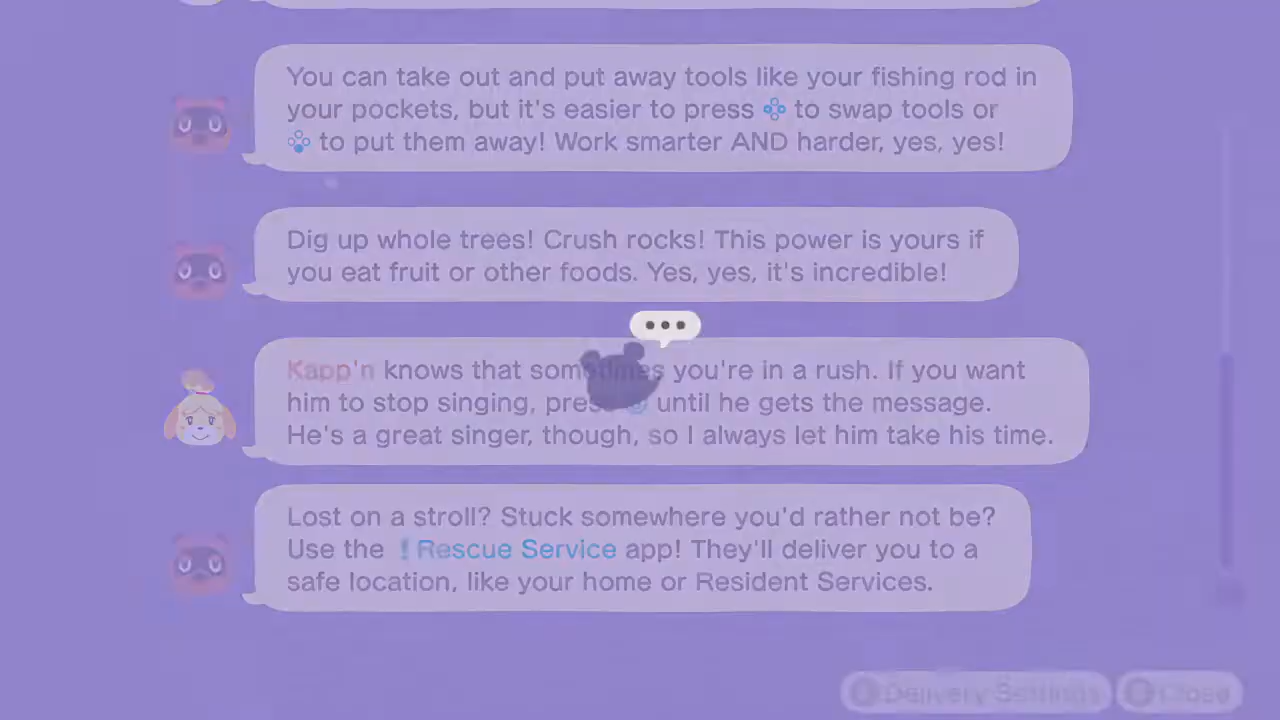 You can take out and put away tools like your fishing rod in
your pockets, but it's easier to press to swap tools or
to put them away! Work smarter AND harder, yes, yes!
Dig up whole trees! Crush rocks! This power is yours if
you eat fruit or other foods. Yes, yes, it's incredible!
Kapp'n knows that sometimes you're in a rush. If you want
him to stop singing, press until he gets the message.
He's a great singer, though, so I always let him take his time.
Lost on a stroll? Stuck somewhere you'd rather not be?
Use the ! Rescue Service app! They'll deliver you to a
safe location, like your home or Resident Services.
Delivery Settings Close